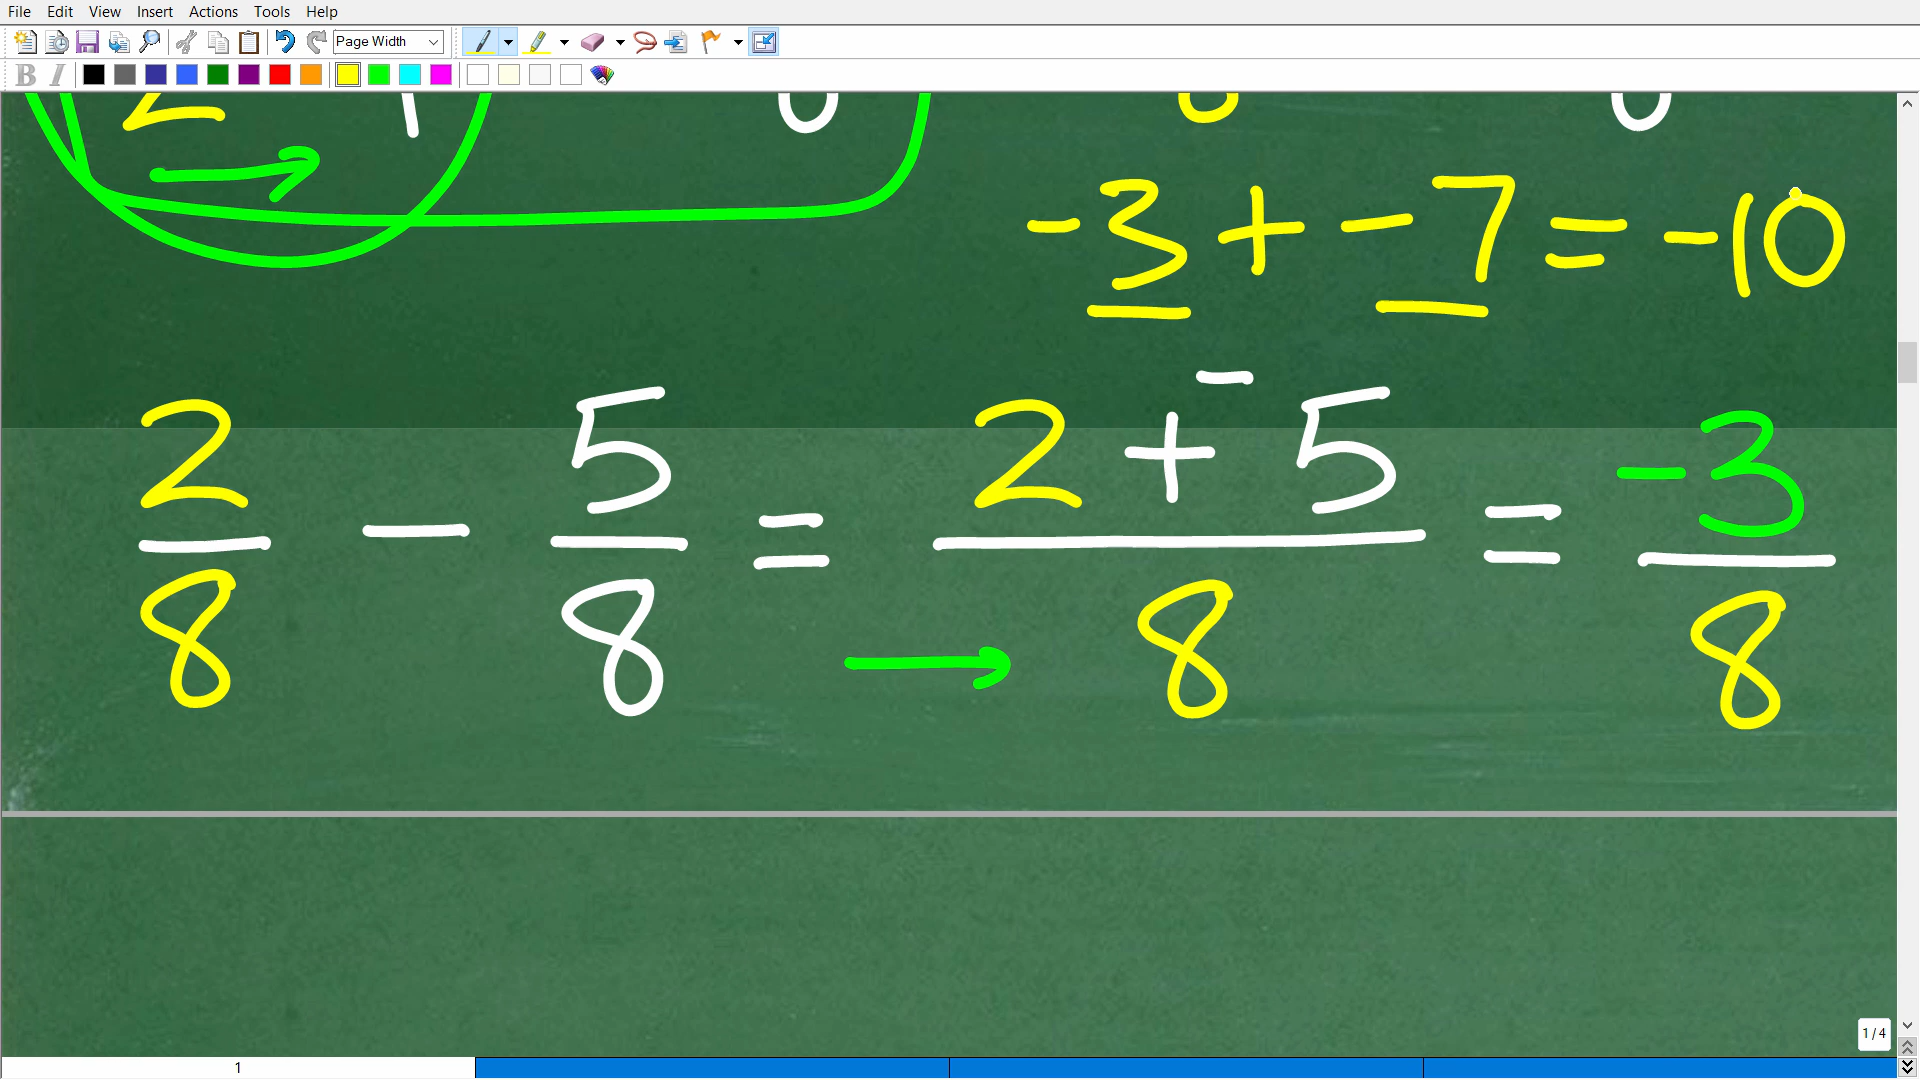 File Edit View Insert Actions Tools Help
Page Width
B I
-3 + -7 = -10
2/8 - 5/8 = (2 + -5)/8 = -3/8
1 / 4
1